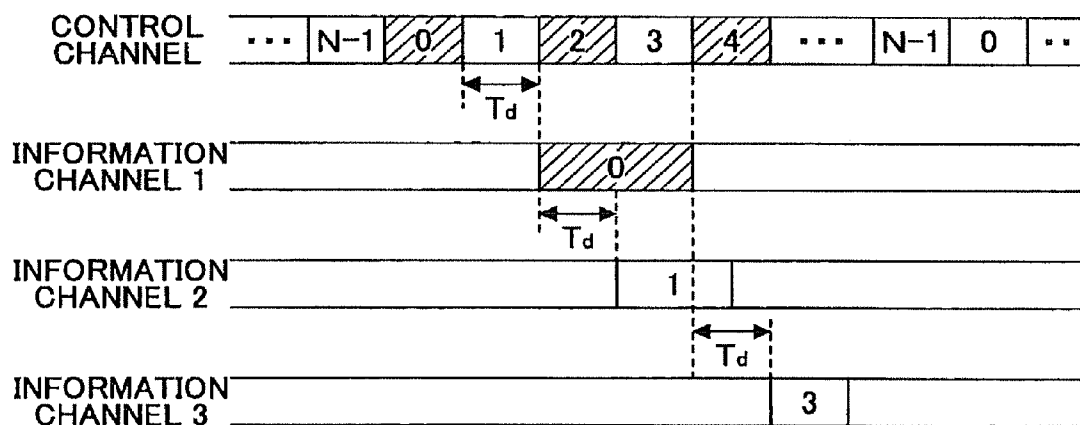 CONTROL
CHANNEL
... N-1 0 1 2 3 4 ... N-1 0 ..
Td
INFORMATION
CHANNEL 1
0
Td
INFORMATION
CHANNEL 2
1
Td
INFORMATION
CHANNEL 3
3